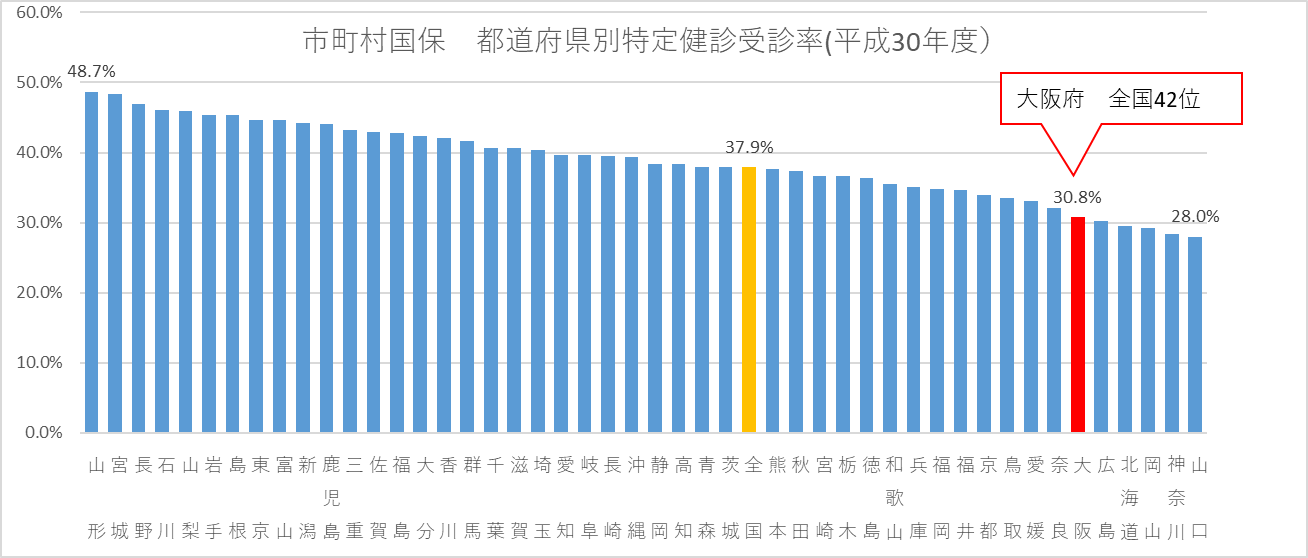 市町村国保　都道府県別特定健診受診率(平成30年度）
60.0%
50.0%
40.0%
30.0%
20.0%
10.0%
0.0%
48.7%
37.9%
30.8%
28.0%
大阪府　全国42位
山形
宮城
長野
石川
山梨
岩手
島根
東京
富山
新潟
鹿児島
三重
佐賀
福島
大分
香川
群馬
千葉
滋賀
埼玉
愛知
岐阜
長崎
沖縄
静岡
高知
青森
茨城
全国
熊本
秋田
宮崎
栃木
徳島
和歌山
兵庫
福岡
福井
京都
鳥取
愛媛
奈良
大阪
広島
北海道
岡山
神奈川
山口